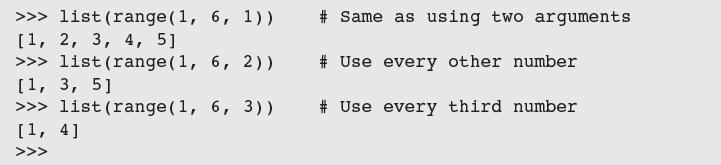 >>> list(range(1, 6, 1))    # Same as using two arguments
[1, 2, 3, 4, 5]
>>> list(range(1, 6, 2))    # Use every other number
[1, 3, 5]
>>> list(range(1, 6, 3))    # Use every third number
[1, 4]
>>>